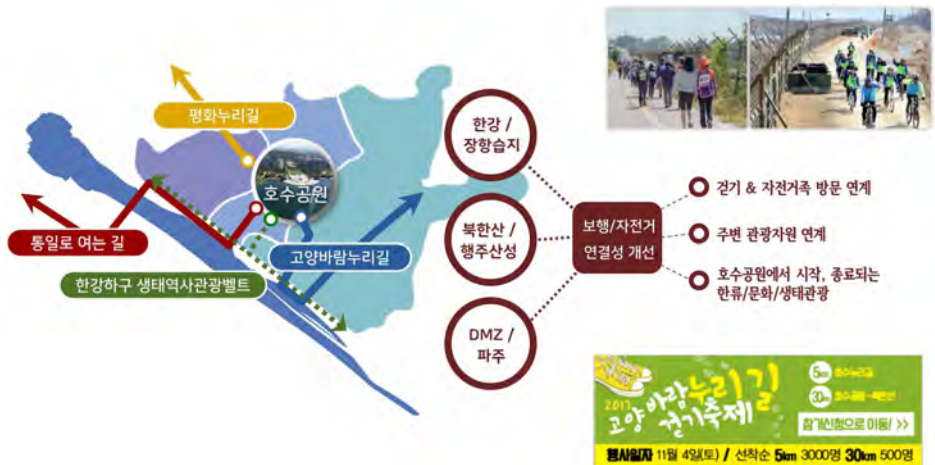 평화누리길
호수공원
통일로 여는 길
고양바람누리길
한강하구 생태역사관광벨트
한강 /
장항습지
북한산 /
행주산성
DMZ /
파주
보행/자전거
연결성 개선
걷기 & 자전거족 방문 연계
주변 관광자원 연계
호수공원에서 시작, 종료되는
한류/문화/생태관광
2017
고양 바람누리길
걷기축제
5km 호수누리길
30km
참가신청으로 이동! >>
행사일자 11월 4일(토) / 선착순 5km 3000명 30km 500명